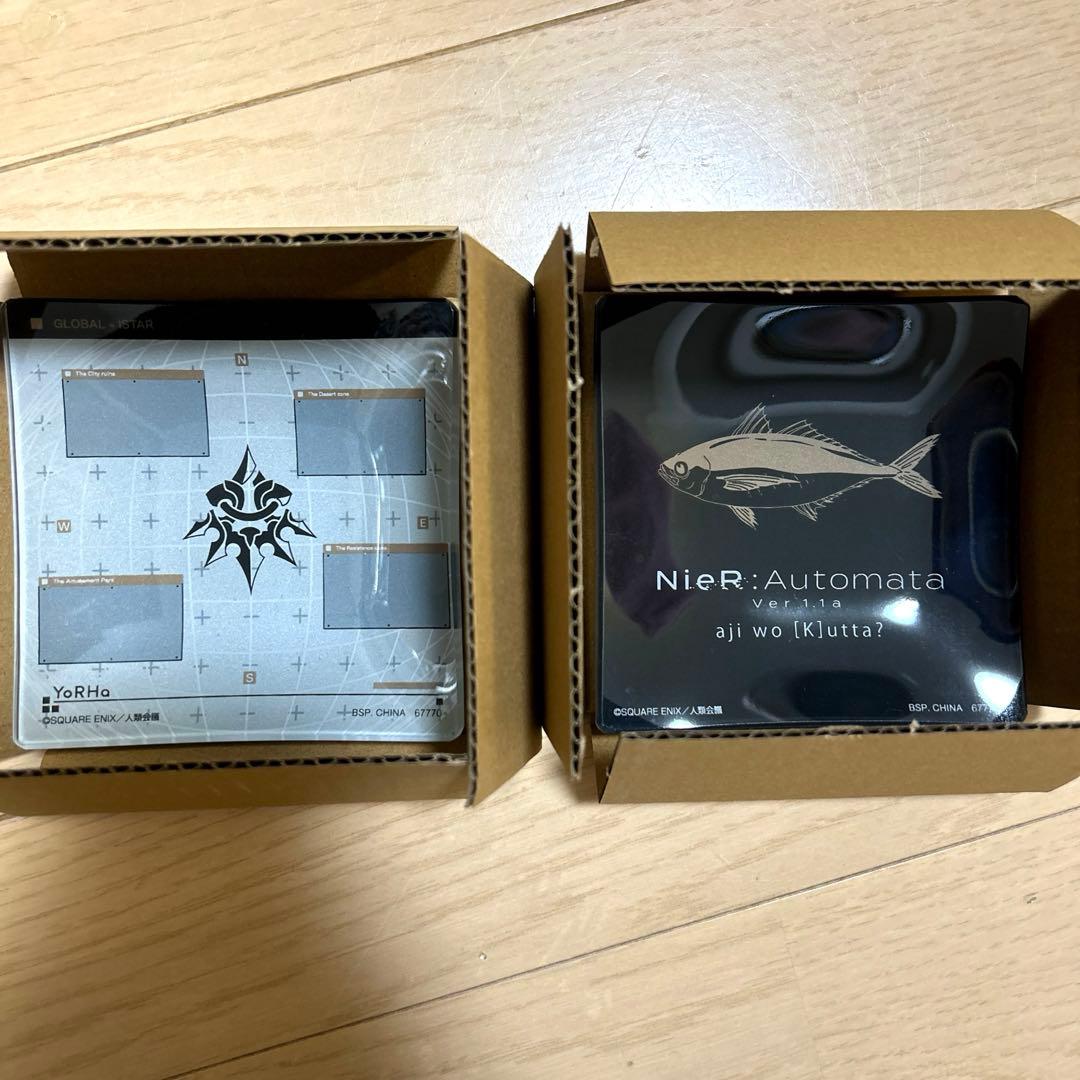 GLOBAL - ISTAR
N
The City ruins
The Desert zone
W
E
The Resistance camp
The Amusement Park
S
YoRHa
©SQUARE ENIX/人類会議
BSP. CHINA 67770
NieR:Automata
Ver 1.1a
aji wo [K]utta?
©SQUARE ENIX/人類会議
BSP. CHINA